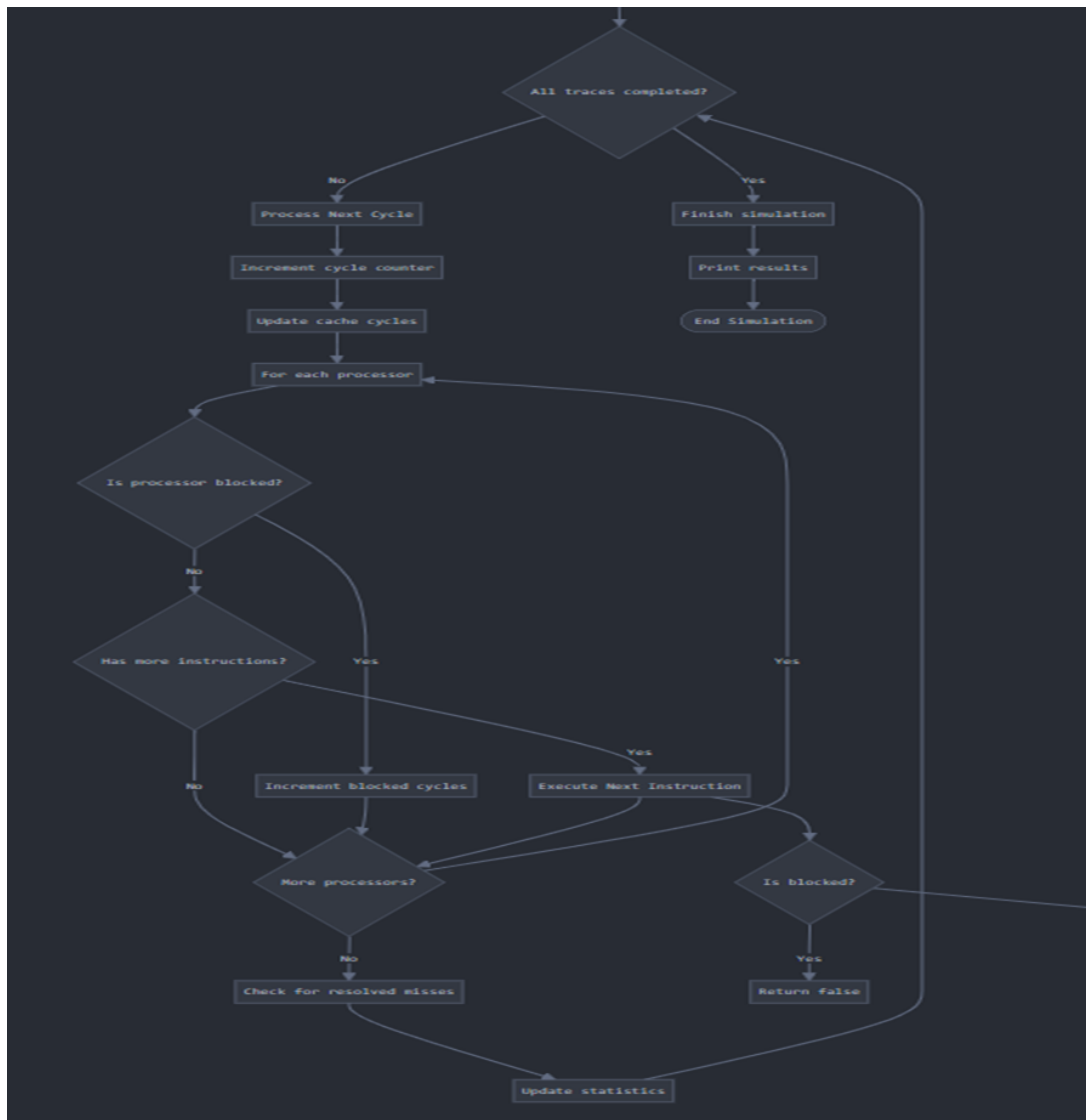 All traces completed?
No
Yes
Process Next Cycle
Finish simulation
Increment cycle counter
Print results
Update cache cycles
End Simulation
For each processor
Is processor blocked?
No
Has more instructions?
Yes
Yes
Yes
No
Increment blocked cycles
Execute Next Instruction
More processors?
Is blocked?
No
Yes
Check for resolved misses
Return false
Update statistics